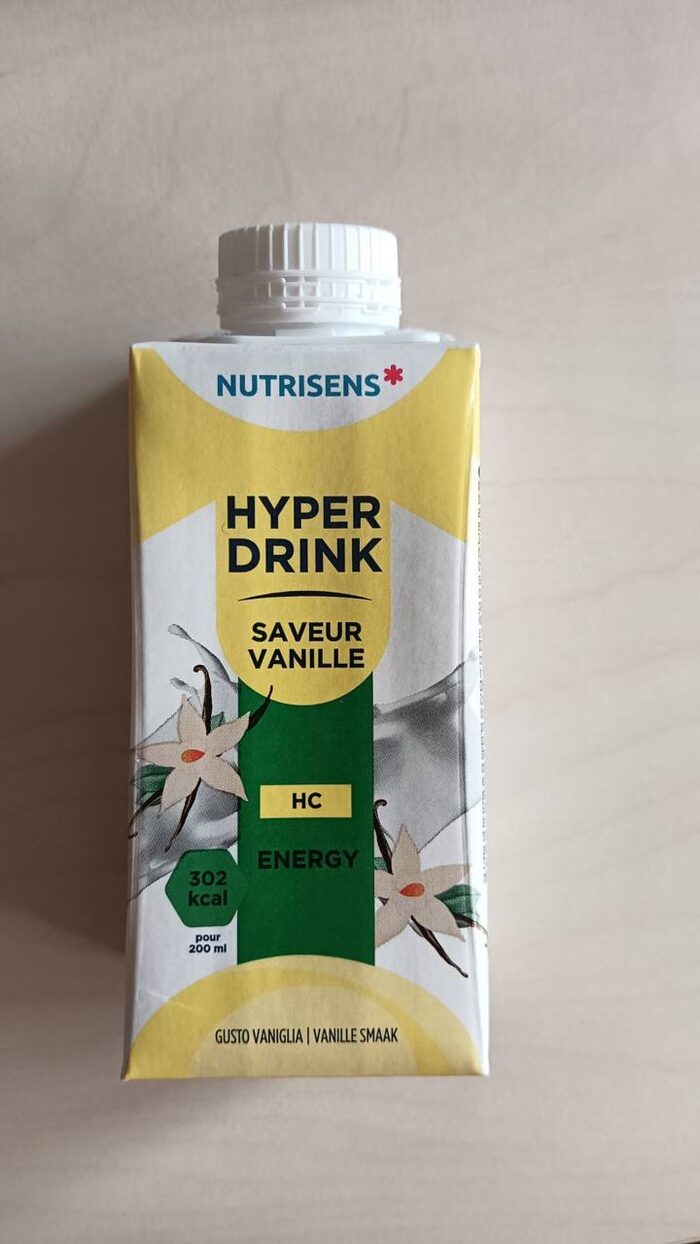 NUTRISENS*
HYPER
DRINK
SAVEUR
VANILLE
HC
ENERGY
302
kcal
pour
200 ml
GUSTO VANIGLIA | VANILLE SMAAK